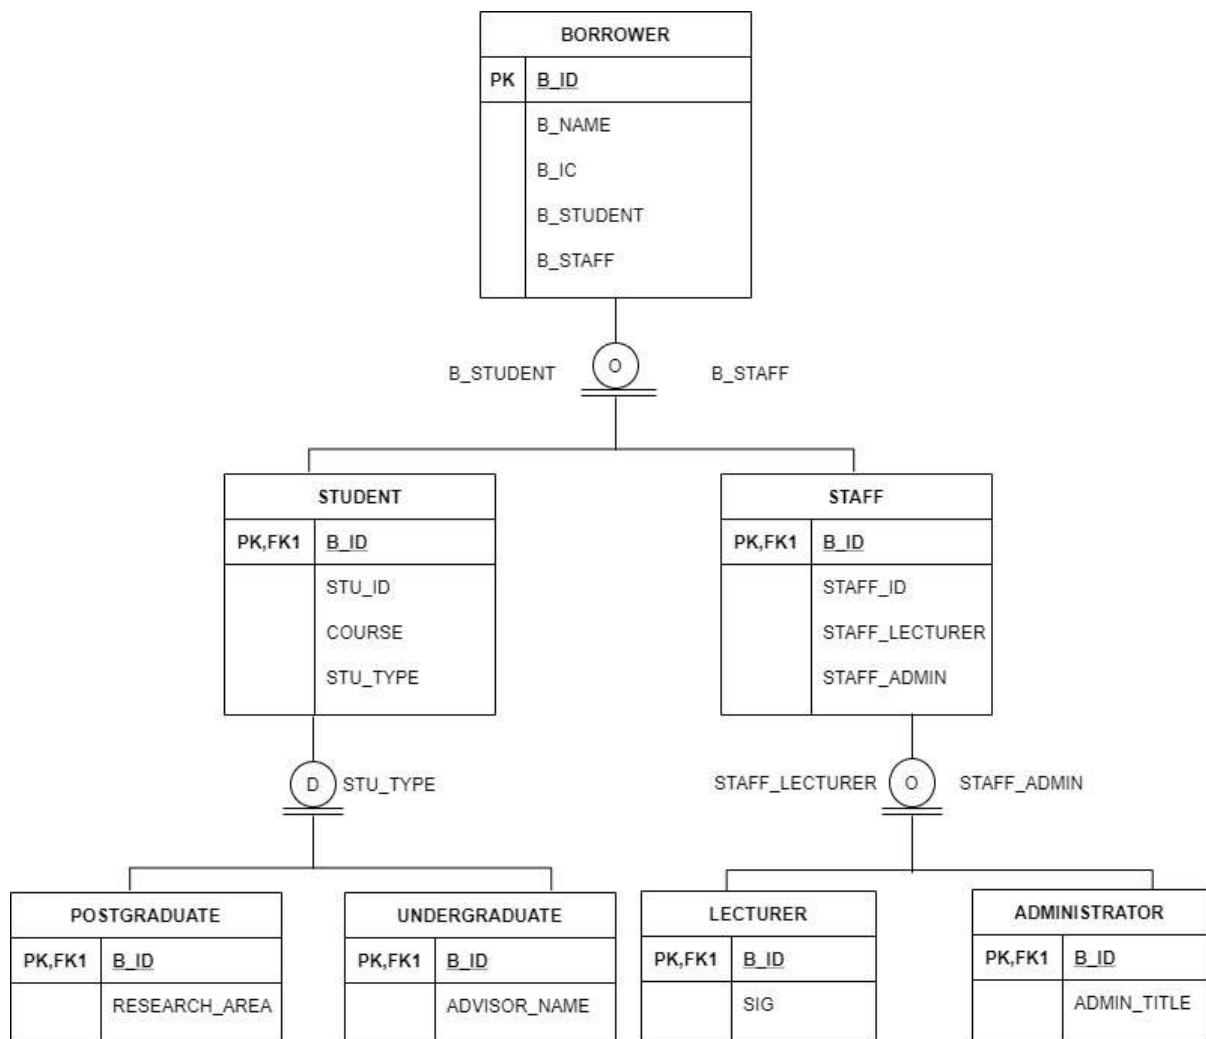 BORROWER
PK B_ID
B_NAME
B_IC
B_STUDENT
B_STAFF
B_STUDENT O B_STAFF
STUDENT
PK,FK1 B_ID
STU_ID
COURSE
STU_TYPE
STAFF
PK,FK1 B_ID
STAFF_ID
STAFF_LECTURER
STAFF_ADMIN
D STU_TYPE
STAFF_LECTURER O STAFF_ADMIN
POSTGRADUATE
PK,FK1 B_ID
RESEARCH_AREA
UNDERGRADUATE
PK,FK1 B_ID
ADVISOR_NAME
LECTURER
PK,FK1 B_ID
SIG
ADMINISTRATOR
PK,FK1 B_ID
ADMIN_TITLE